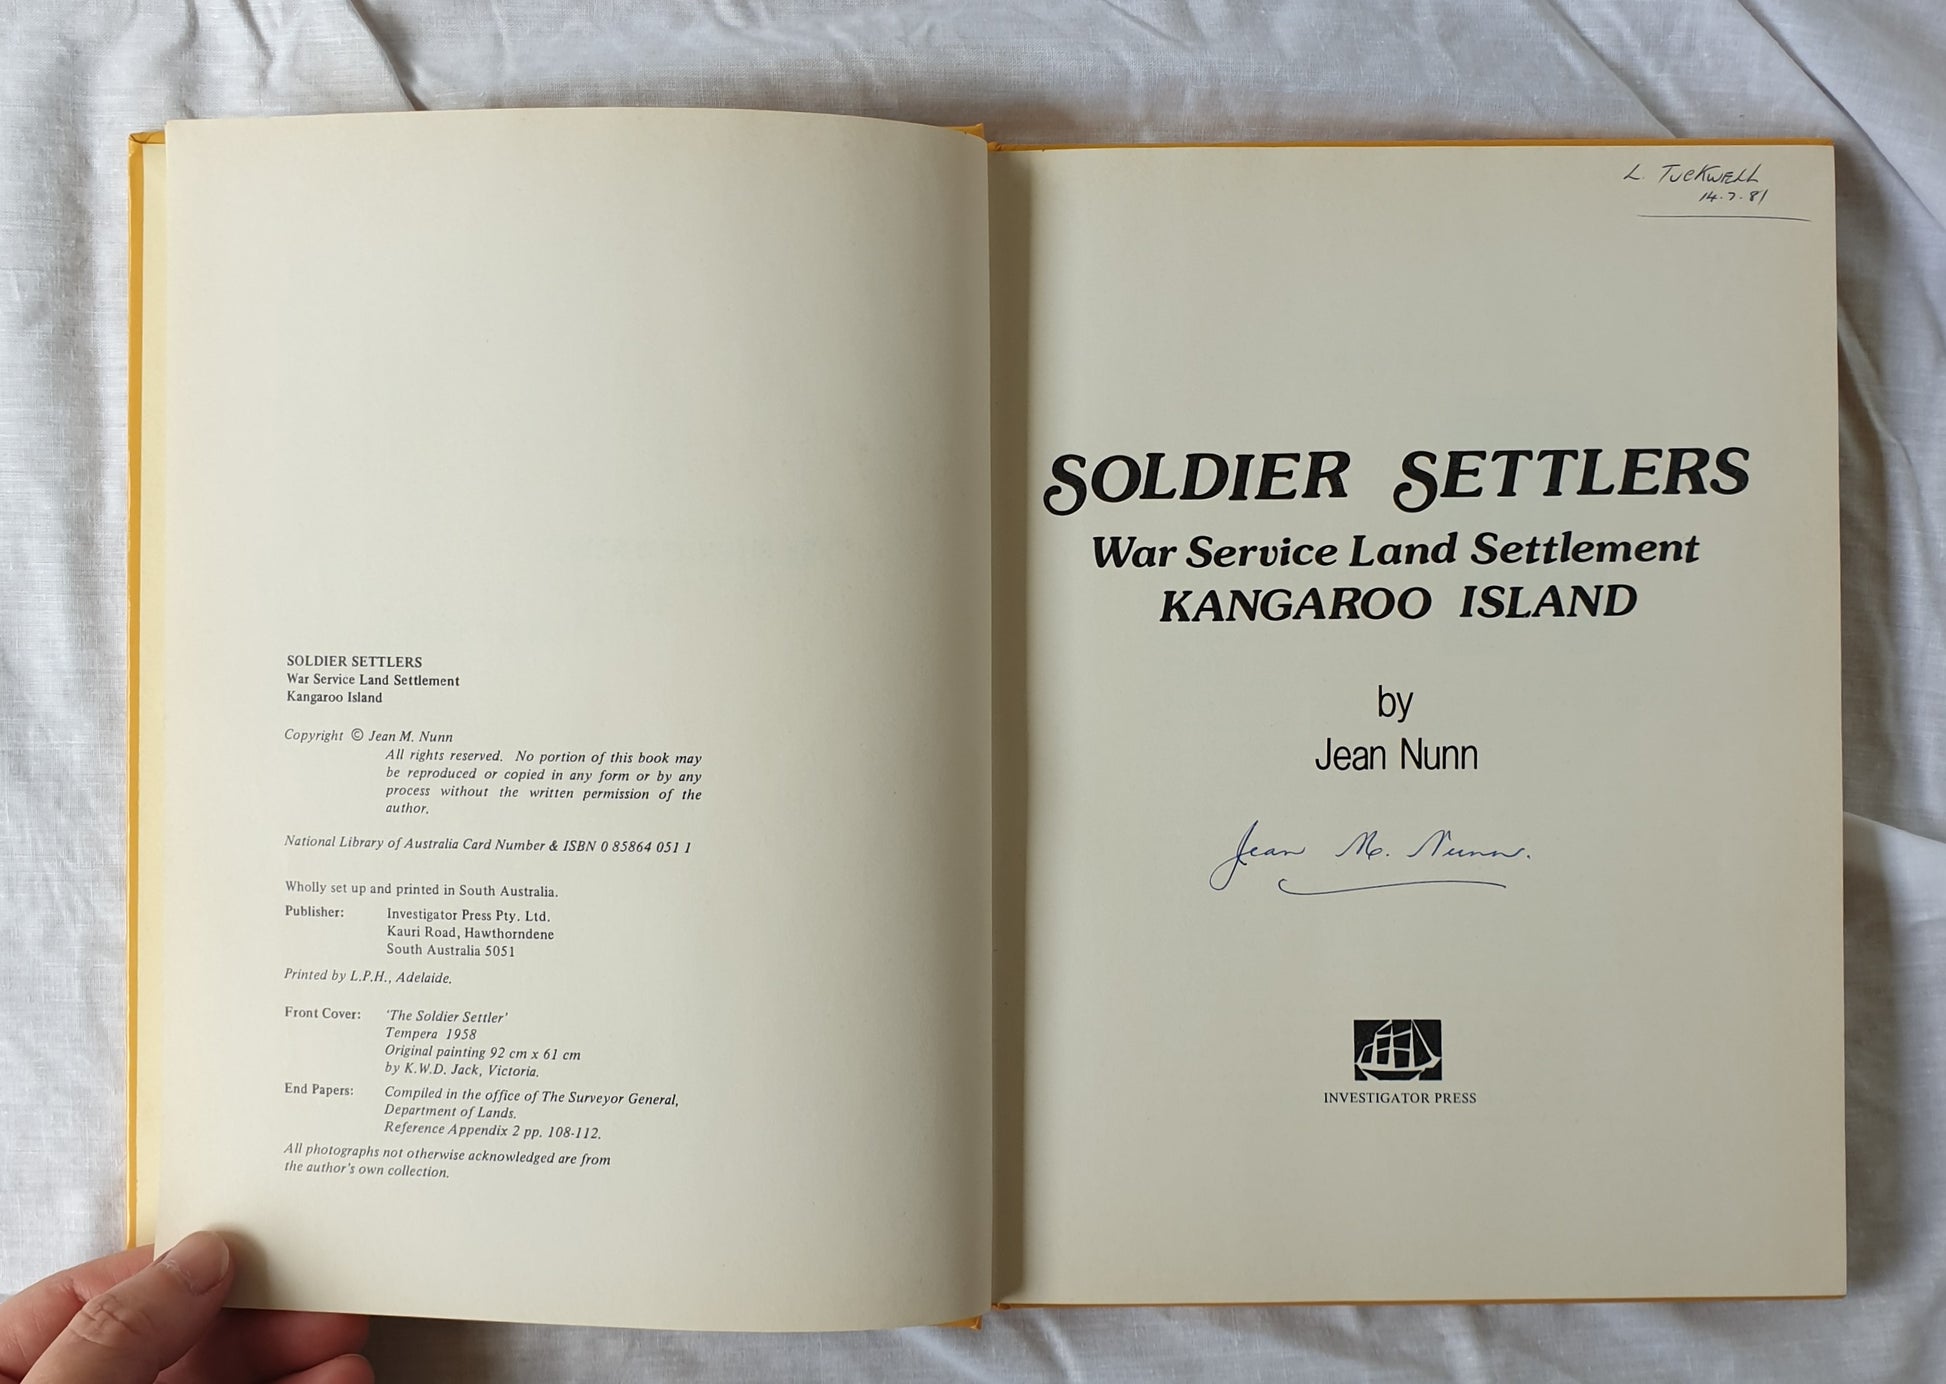 SOLDIER SETTLERS
War Service Land Settlement
Kangaroo Island
Copyright © Jean M. Nunn
All rights reserved. No portion of this book may
be reproduced or copied in any form or by any
process without the written permission of the
author.
National Library of Australia Card Number & ISBN 0 85864 051 1
Wholly set up and printed in South Australia.
Publisher: Investigator Press Pty. Ltd.
Kauri Road, Hawthorndene
South Australia 5051
Printed by L.P.H., Adelaide.
Front Cover: 'The Soldier Settler'
Tempera 1958
Original painting 92 cm x 61 cm
by K.W.D. Jack, Victoria.
End Papers: Compiled in the office of The Surveyor General,
Department of Lands.
Reference Appendix 2 pp. 108-112.
All photographs not otherwise acknowledged are from
the author's own collection.
L. TUCKWELL
14.7.81
SOLDIER SETTLERS
War Service Land Settlement
KANGAROO ISLAND
by
Jean Nunn
Jean M. Nunn.
INVESTIGATOR PRESS